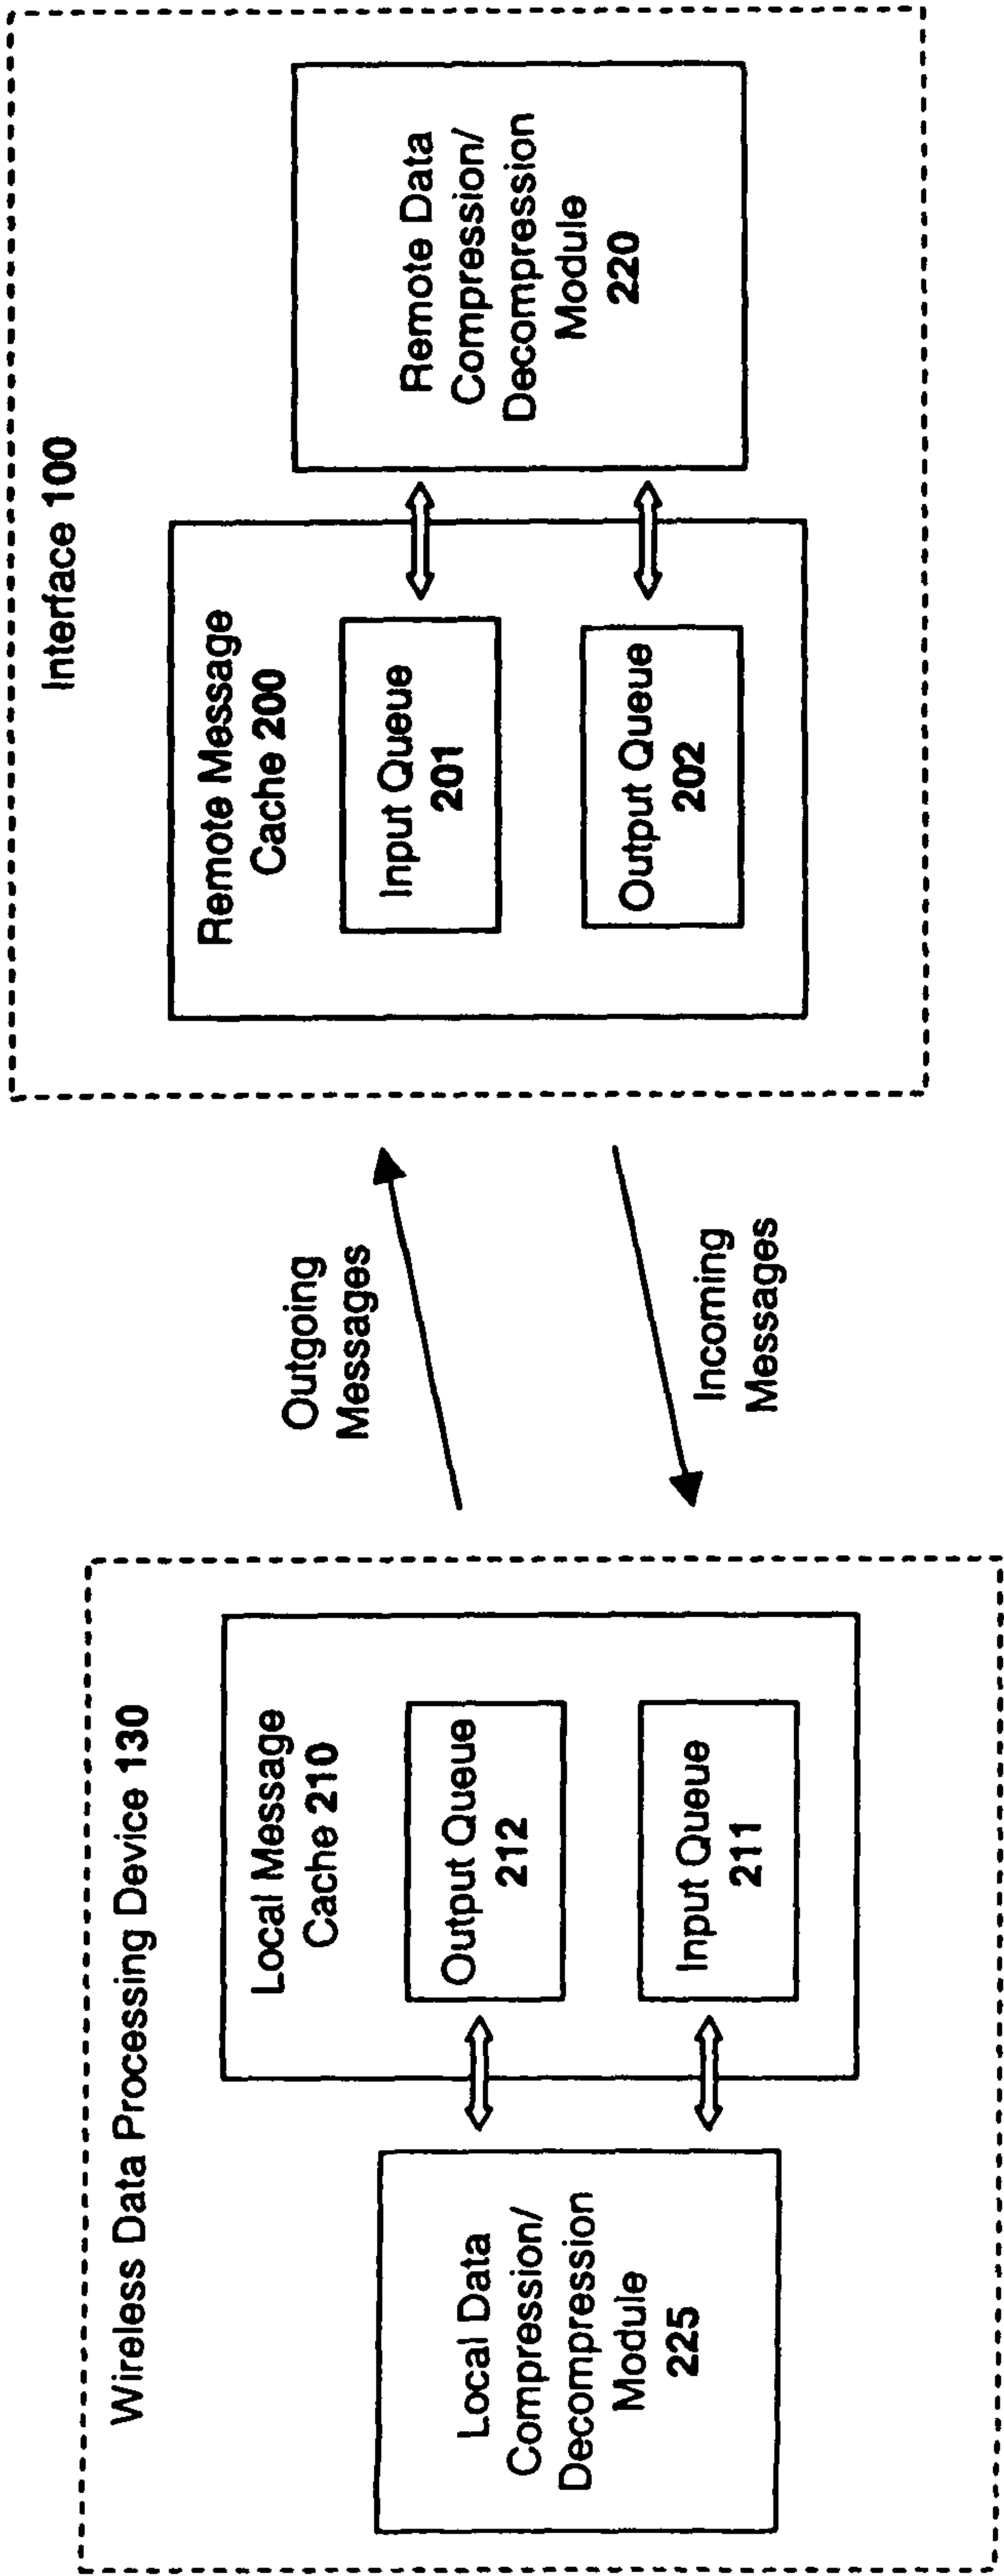 Wireless Data Processing Device 130
Local Data
Compression/
Decompression
Module
225
Local Message
Cache 210
Output Queue
212
Input Queue
211
Outgoing
Messages
Incoming
Messages
Interface 100
Remote Message
Cache 200
Input Queue
201
Output Queue
202
Remote Data
Compression/
Decompression
Module
220